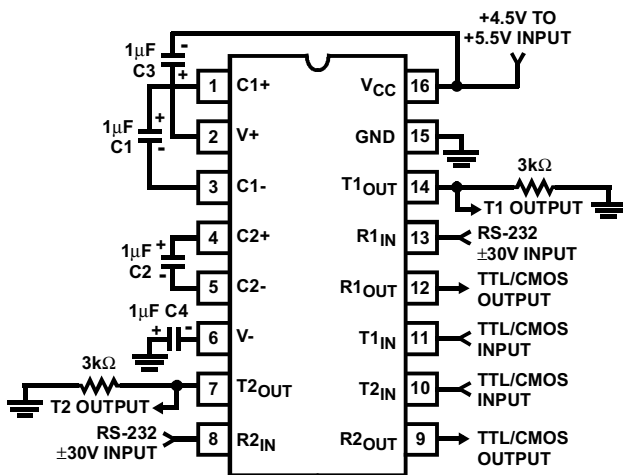 +4.5V TO
+5.5V INPUT
1µF
C3
-
+
1 C1+
VCC 16
1µF
C1
+
-
2 V+
GND 15
3 C1-
T1OUT 14
3kΩ
T1 OUTPUT
4 C2+
R1IN 13
RS-232
±30V INPUT
1µF
C2
+
-
5 C2-
R1OUT 12
TTL/CMOS
OUTPUT
1µF C4
+ -
6 V-
T1IN 11
TTL/CMOS
INPUT
3kΩ
T2 OUTPUT
7 T2OUT
T2IN 10
TTL/CMOS
INPUT
RS-232
±30V INPUT
8 R2IN
R2OUT 9
TTL/CMOS
OUTPUT